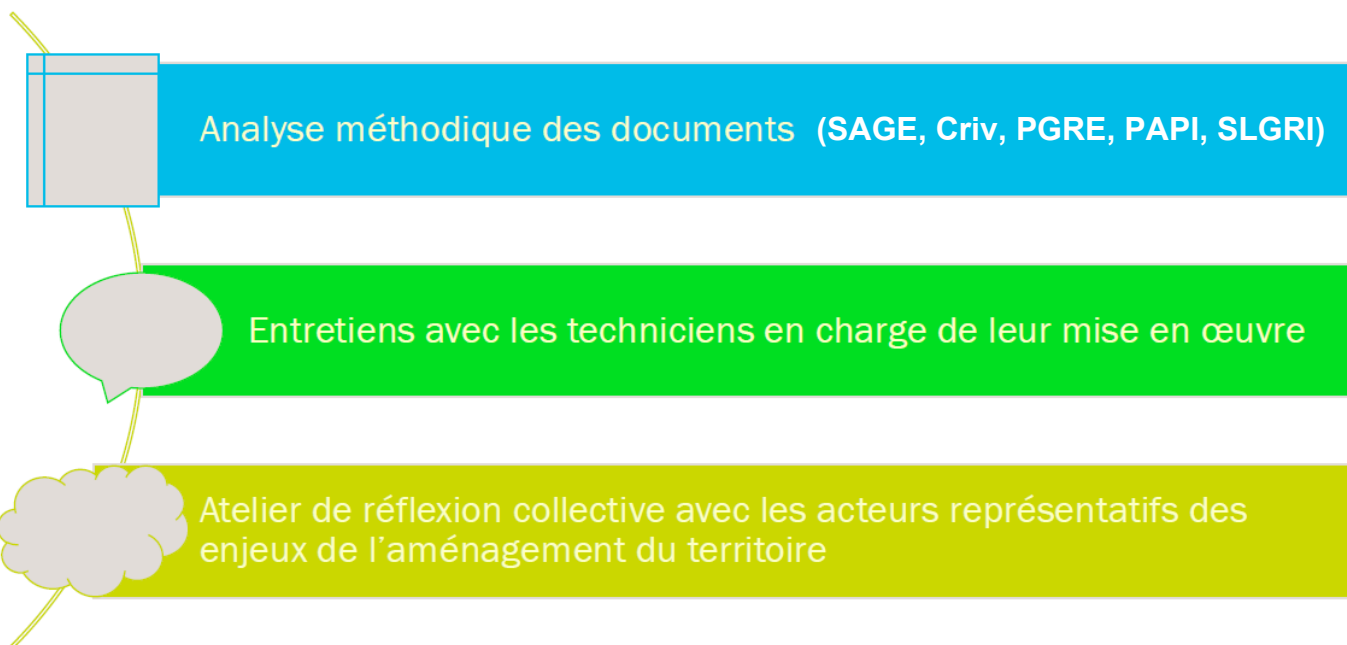 Analyse méthodique des documents (SAGE, Criv, PGRE, PAPI, SLGRI)
Entretiens avec les techniciens en charge de leur mise en œuvre
Atelier de réflexion collective avec les acteurs représentatifs des
enjeux de l’aménagement du territoire